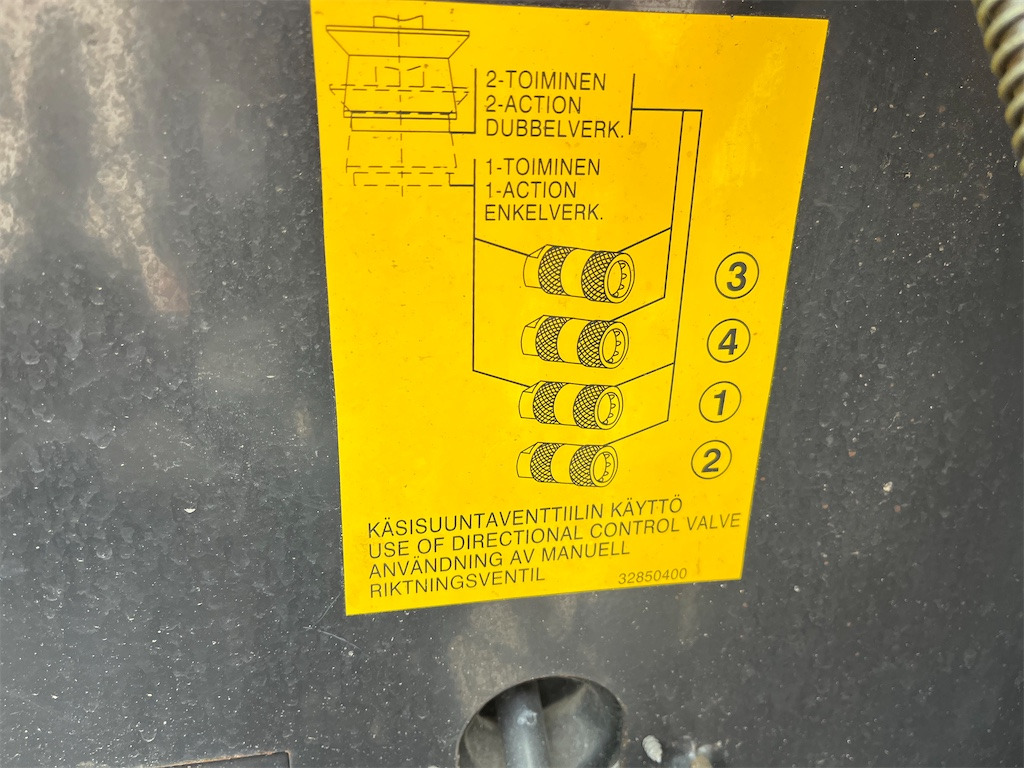 2-TOIMINEN
2-ACTION
DUBBELVERK.
1-TOIMINEN
1-ACTION
ENKELVERK.
3
4
1
2
KÄSISUUNTAVENTTIILIN KÄYTTÖ
USE OF DIRECTIONAL CONTROL VALVE
ANVÄNDNING AV MANUELL
RIKTNINGSVENTIL 32850400